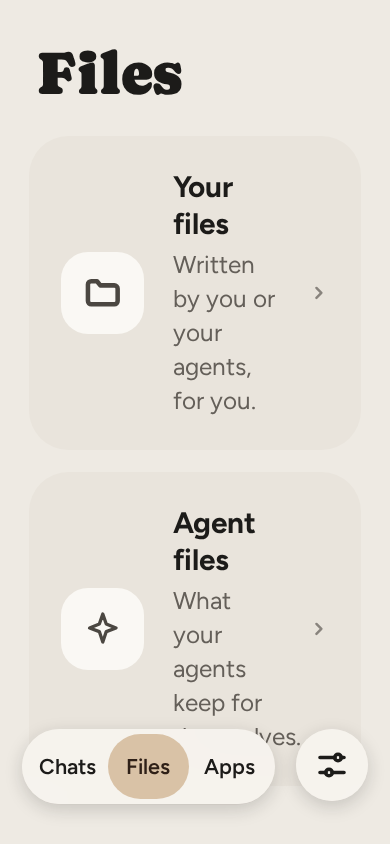 Files
Your
files
Written
by you or
your
agents,
for you.
Agent
files
What
your
agents
keep for
Chats
Files
Apps